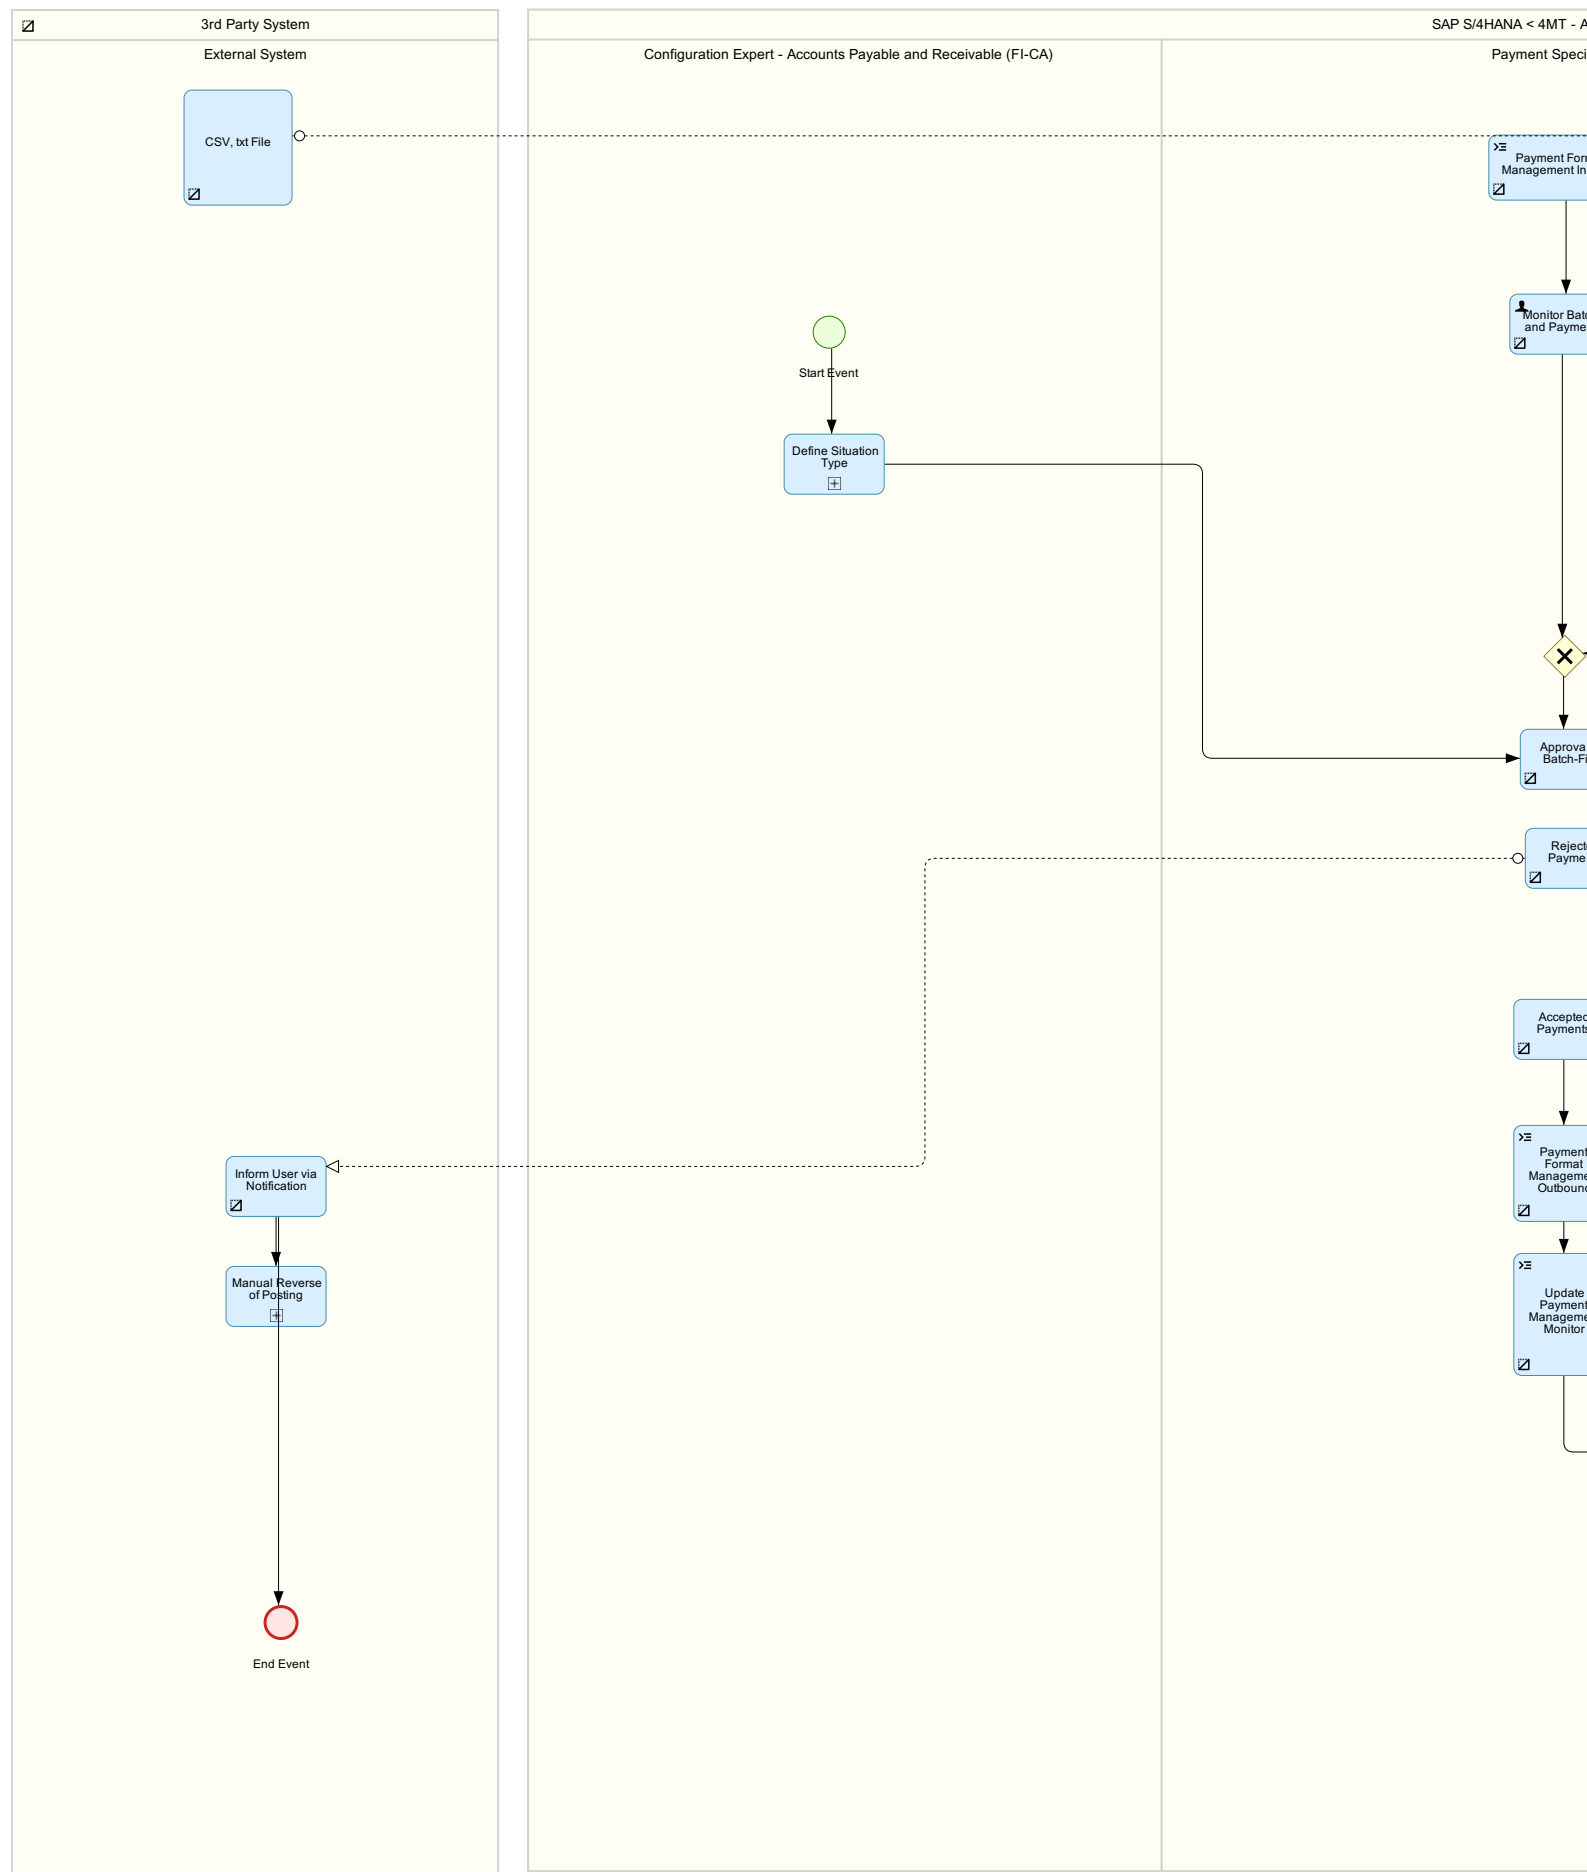 3rd Party System
SAP S/4HANA < 4MT - A
External System
Configuration Expert - Accounts Payable and Receivable (FI-CA)
Payment Speci
CSV, txt File
Payment For
Management In
Monitor Bat
and Payme
Start Event
Define Situation
Type
Approva
Batch-Fi
Reject
Payme
Accepted
Payments
Inform User via
Notification
Payment
Format
Manageme
Outbound
Manual Reverse
of Posting
Update
Payment
Manageme
Monitor
End Event